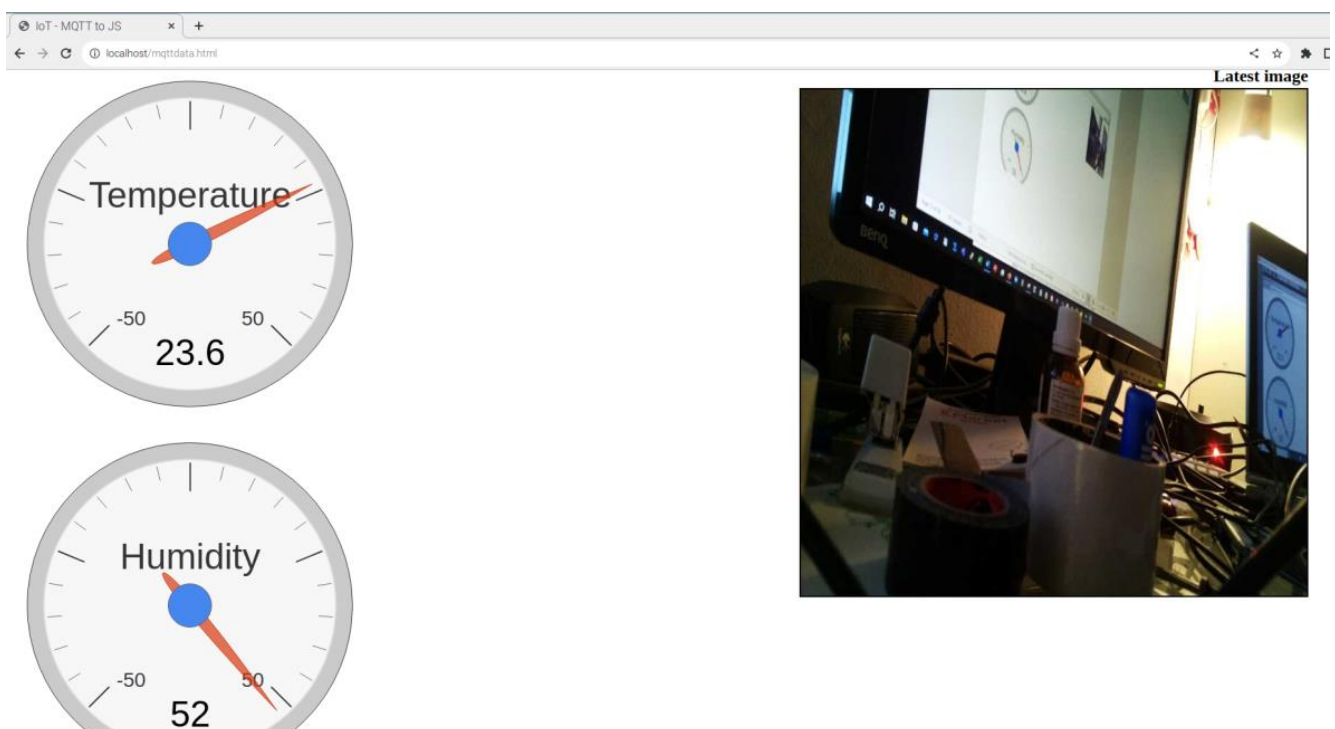 IoT - MQTT to JS
localhost/mqttdata.html
Temperature
-50 50
23.6
Humidity
-50 50
52
Latest image
BenQ